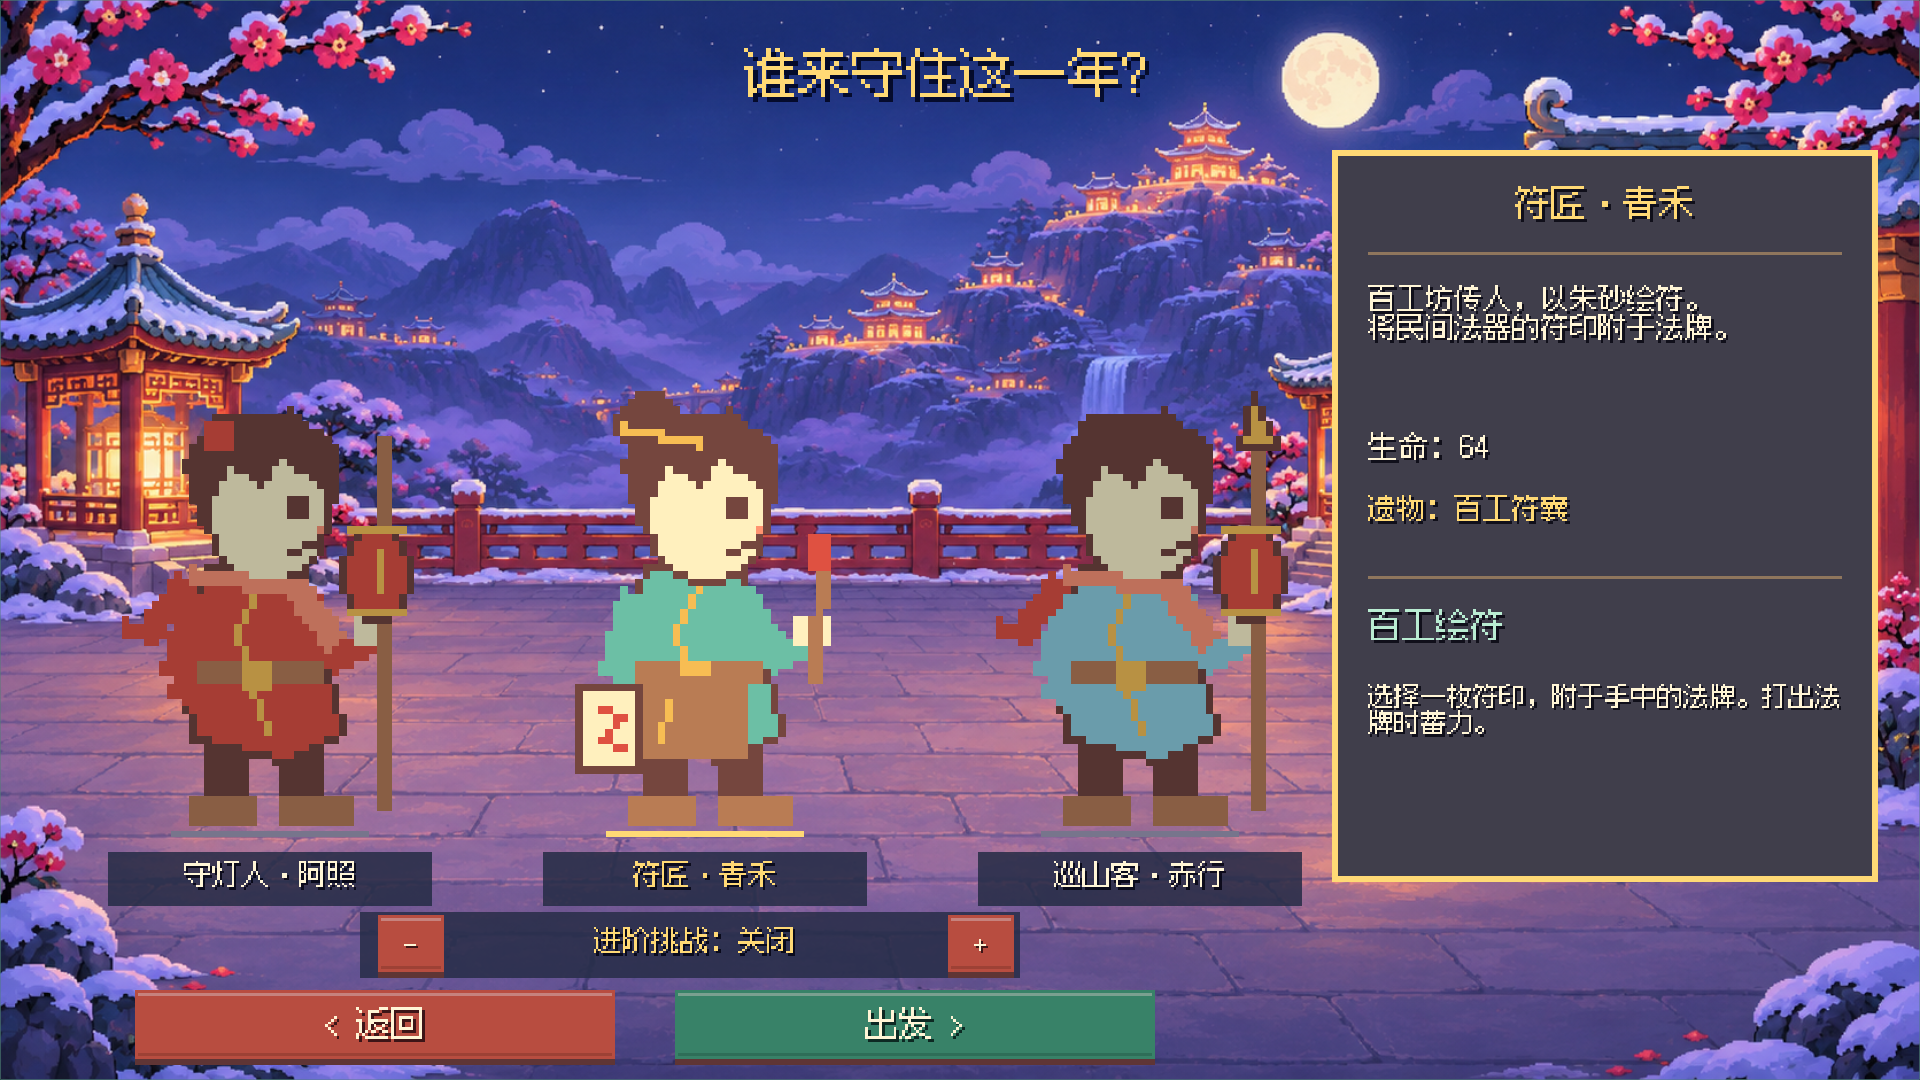 谁来守住这一年?
符匠·青禾
百工坊传人，以朱砂绘符。
将民间法器的符印附于法牌。
生命: 64
遗物: 百工符囊
百工绘符
选择一枚符印，附于手中的法牌。打出法
牌时蓄力。
守灯人·阿照
符匠·青禾
巡山客·赤行
-
进阶挑战: 关闭
+
< 返回
出发 >